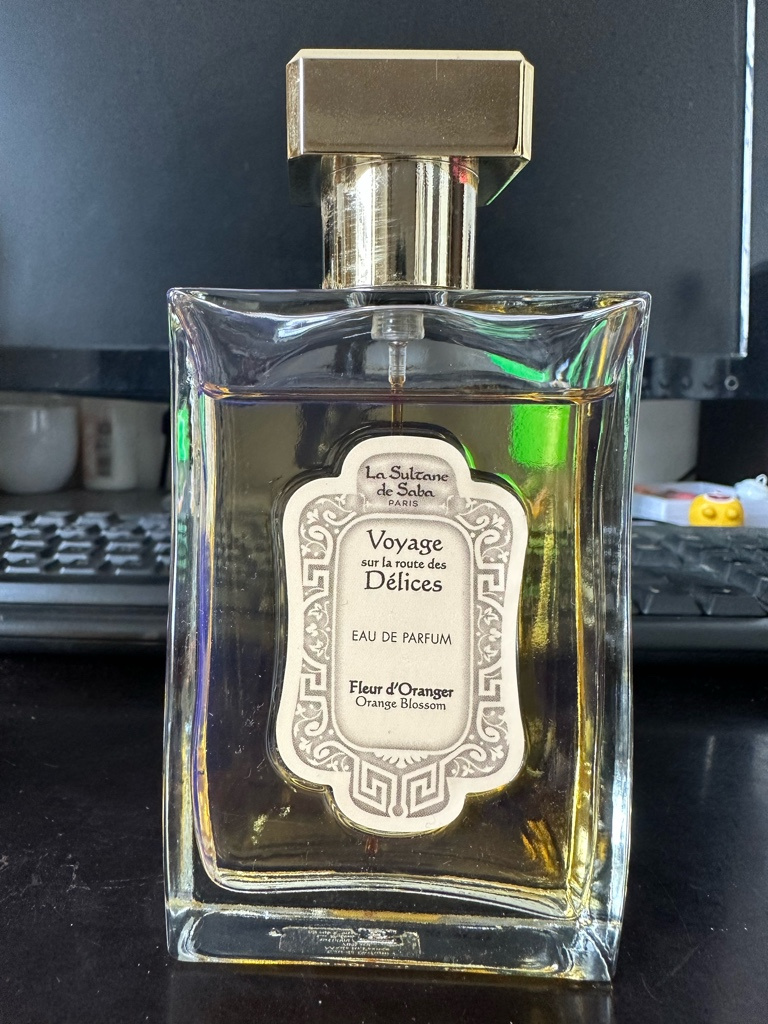 La Sultane
de Saba
PARIS
Voyage
sur la route des
Délices
EAU DE PARFUM
Fleur d'Oranger
Orange Blossom